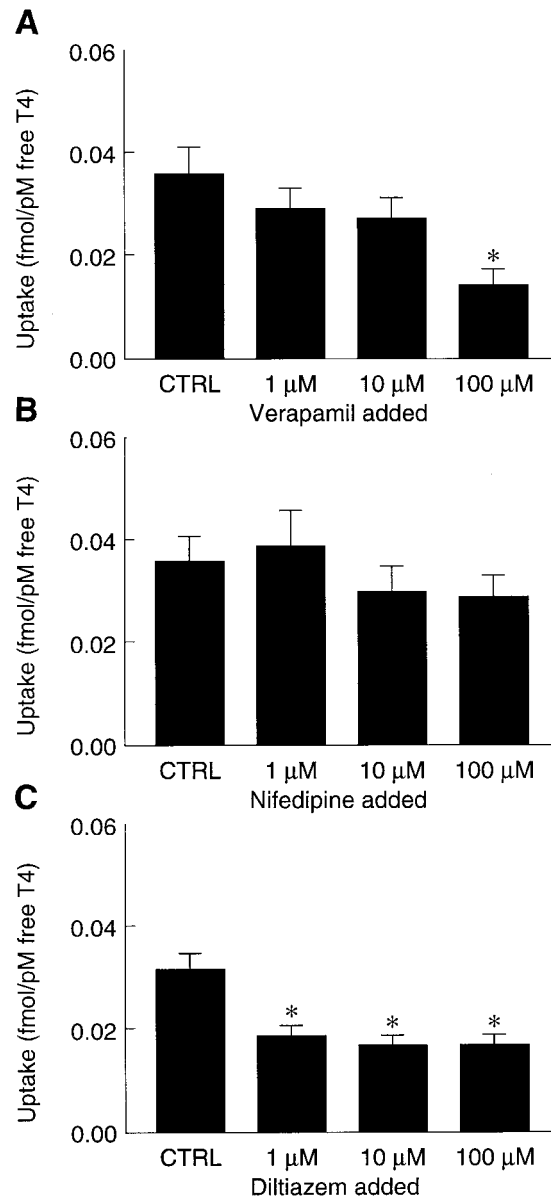 A
Uptake (fmol/pM free T4)
0.06
0.04
0.02
0.00
*
CTRL 1 μM 10 μM 100 μM
Verapamil added
B
Uptake (fmol/pM free T4)
0.06
0.04
0.02
0.00
CTRL 1 μM 10 μM 100 μM
Nifedipine added
C
Uptake (fmol/pM free T4)
0.06
0.04
0.02
0.00
* * *
CTRL 1 μM 10 μM 100 μM
Diltiazem added